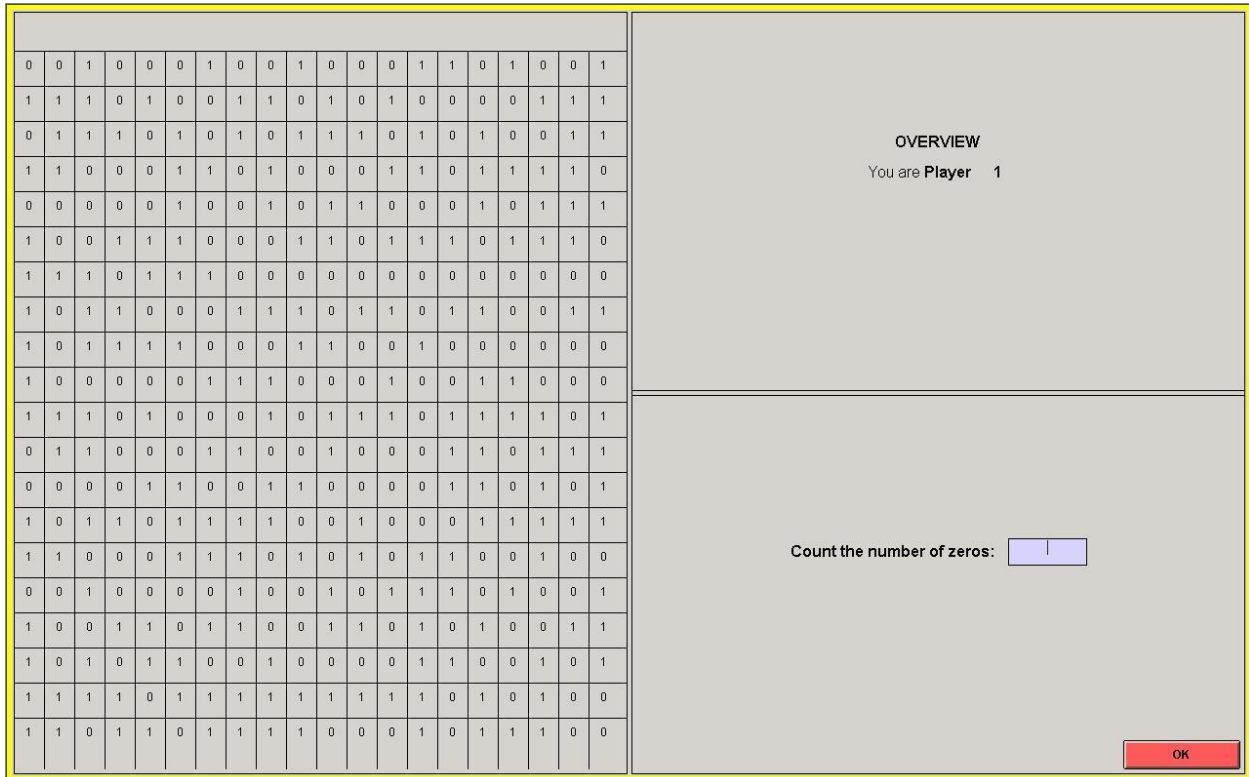 0 0 1 0 0 0 1 0 0 1 0 0 0 1 1 0 1 0 0 1
1 1 1 0 1 0 0 1 1 0 1 0 1 0 0 0 0 1 1 1
0 1 1 1 0 1 0 1 0 1 1 1 0 1 0 1 0 0 1 1
1 1 0 0 0 1 1 0 1 0 0 0 1 1 0 1 1 1 1 0
0 0 0 0 0 1 0 0 1 0 1 1 0 0 0 1 0 1 1 1
1 0 0 1 1 1 0 0 0 1 1 0 1 1 1 0 1 1 1 0
1 1 1 0 1 1 1 0 0 0 0 0 0 0 0 0 0 0 0 0
1 0 1 1 0 0 0 1 1 1 0 1 1 0 1 1 0 0 1 1
1 0 1 1 1 1 0 0 0 1 1 0 0 1 0 0 0 0 0 0
1 0 0 0 0 0 1 1 1 0 0 0 1 0 0 1 1 0 0 0
1 1 1 0 1 0 0 0 1 0 1 1 1 0 1 1 1 1 0 1
0 1 1 0 0 0 1 1 0 0 1 0 0 0 1 1 0 1 1 1
0 0 0 0 1 1 0 0 1 1 0 0 0 0 1 1 0 1 0 1
1 0 1 1 0 1 1 1 1 0 0 1 0 0 0 1 1 1 1 1
1 1 0 0 0 1 1 1 0 1 0 1 0 1 1 0 0 1 0 0
0 0 1 0 0 0 0 1 0 0 1 0 1 1 1 0 1 0 0 1
1 0 0 1 1 0 1 1 0 0 1 1 0 1 0 1 0 0 1 1
1 0 1 0 1 1 0 0 1 0 0 0 0 1 1 0 0 1 0 1
1 1 1 1 0 1 1 1 1 1 1 1 1 1 0 1 0 1 0 0
1 1 0 1 1 0 1 1 1 1 0 0 0 1 0 1 1 1 0 0
OVERVIEW
You are Player 1
Count the number of zeros:
OK